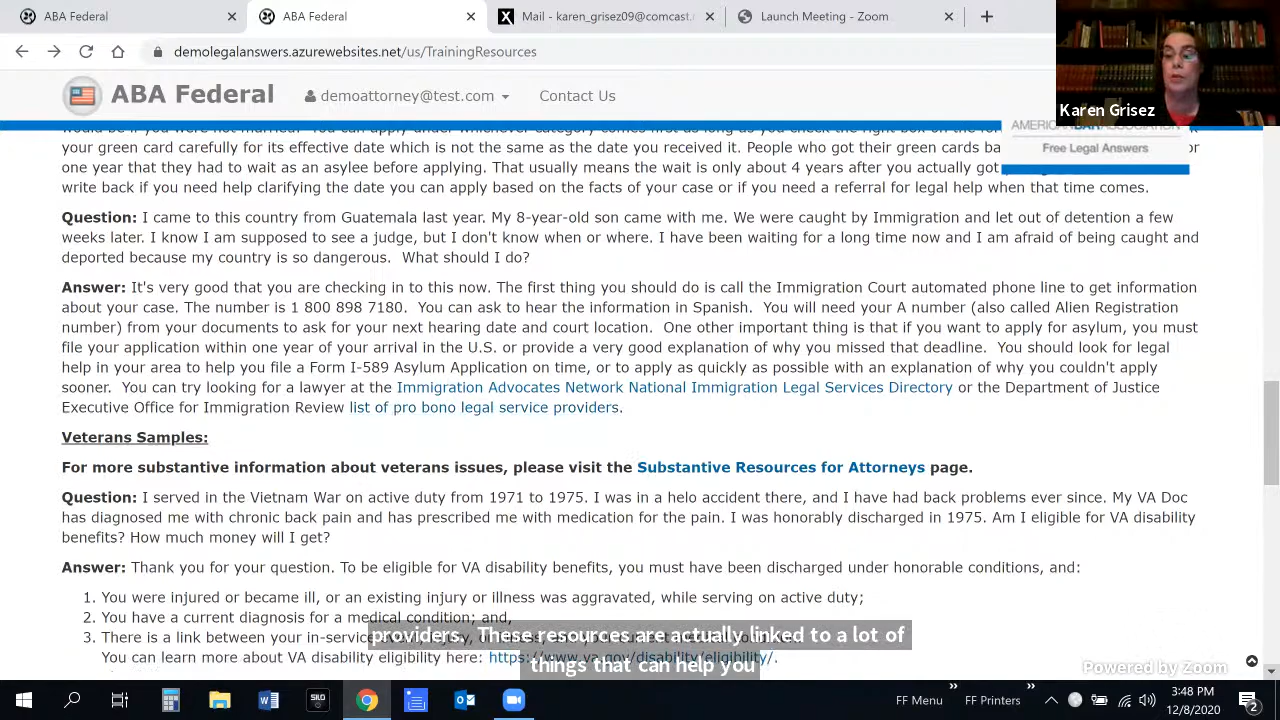 ABA Federal
ABA Federal
Mail - karen_grisez09@comcast.n
Launch Meeting - Zoom
demolegalanswers.azurewebsites.net/us/TrainingResources
Karen Grisez
ABA Federal demoattorney@test.com Contact Us
AMERICAN BAR ASSOCIATION
Free Legal Answers
your green card carefully for its effective date which is not the same as the date you received it. People who got their green cards ba
one year that they had to wait as an asylee before applying. That usually means the wait is only about 4 years after you actually got
write back if you need help clarifying the date you can apply based on the facts of your case or if you need a referral for legal help when that time comes.
Question: I came to this country from Guatemala last year. My 8-year-old son came with me. We were caught by Immigration and let out of detention a few
weeks later. I know I am supposed to see a judge, but I don't know when or where. I have been waiting for a long time now and I am afraid of being caught and
deported because my country is so dangerous. What should I do?
Answer: It's very good that you are checking in to this now. The first thing you should do is call the Immigration Court automated phone line to get information
about your case. The number is 1 800 898 7180. You can ask to hear the information in Spanish. You will need your A number (also called Alien Registration
number) from your documents to ask for your next hearing date and court location. One other important thing is that if you want to apply for asylum, you must
file your application within one year of your arrival in the U.S. or provide a very good explanation of why you missed that deadline. You should look for legal
help in your area to help you file a Form I-589 Asylum Application on time, or to apply as quickly as possible with an explanation of why you couldn't apply
sooner. You can try looking for a lawyer at the Immigration Advocates Network National Immigration Legal Services Directory or the Department of Justice
Executive Office for Immigration Review list of pro bono legal service providers.
Veterans Samples:
For more substantive information about veterans issues, please visit the Substantive Resources for Attorneys page.
Question: I served in the Vietnam War on active duty from 1971 to 1975. I was in a helo accident there, and I have had back problems ever since. My VA Doc
has diagnosed me with chronic back pain and has prescribed me with medication for the pain. I was honorably discharged in 1975. Am I eligible for VA disability
benefits? How much money will I get?
Answer: Thank you for your question. To be eligible for VA disability benefits, you must have been discharged under honorable conditions, and:
1. You were injured or became ill, or an existing injury or illness was aggravated, while serving on active duty;
2. You have a current diagnosis for a medical condition; and,
3. There is a link between your in-service
You can learn more about VA disability eligibility here: https://www.va.gov/disability/eligibility/.
providers. These resources are actually linked to a lot of
things that can help you
Powered by Zoom
FF Menu
FF Printers
3:48 PM
12/8/2020
2